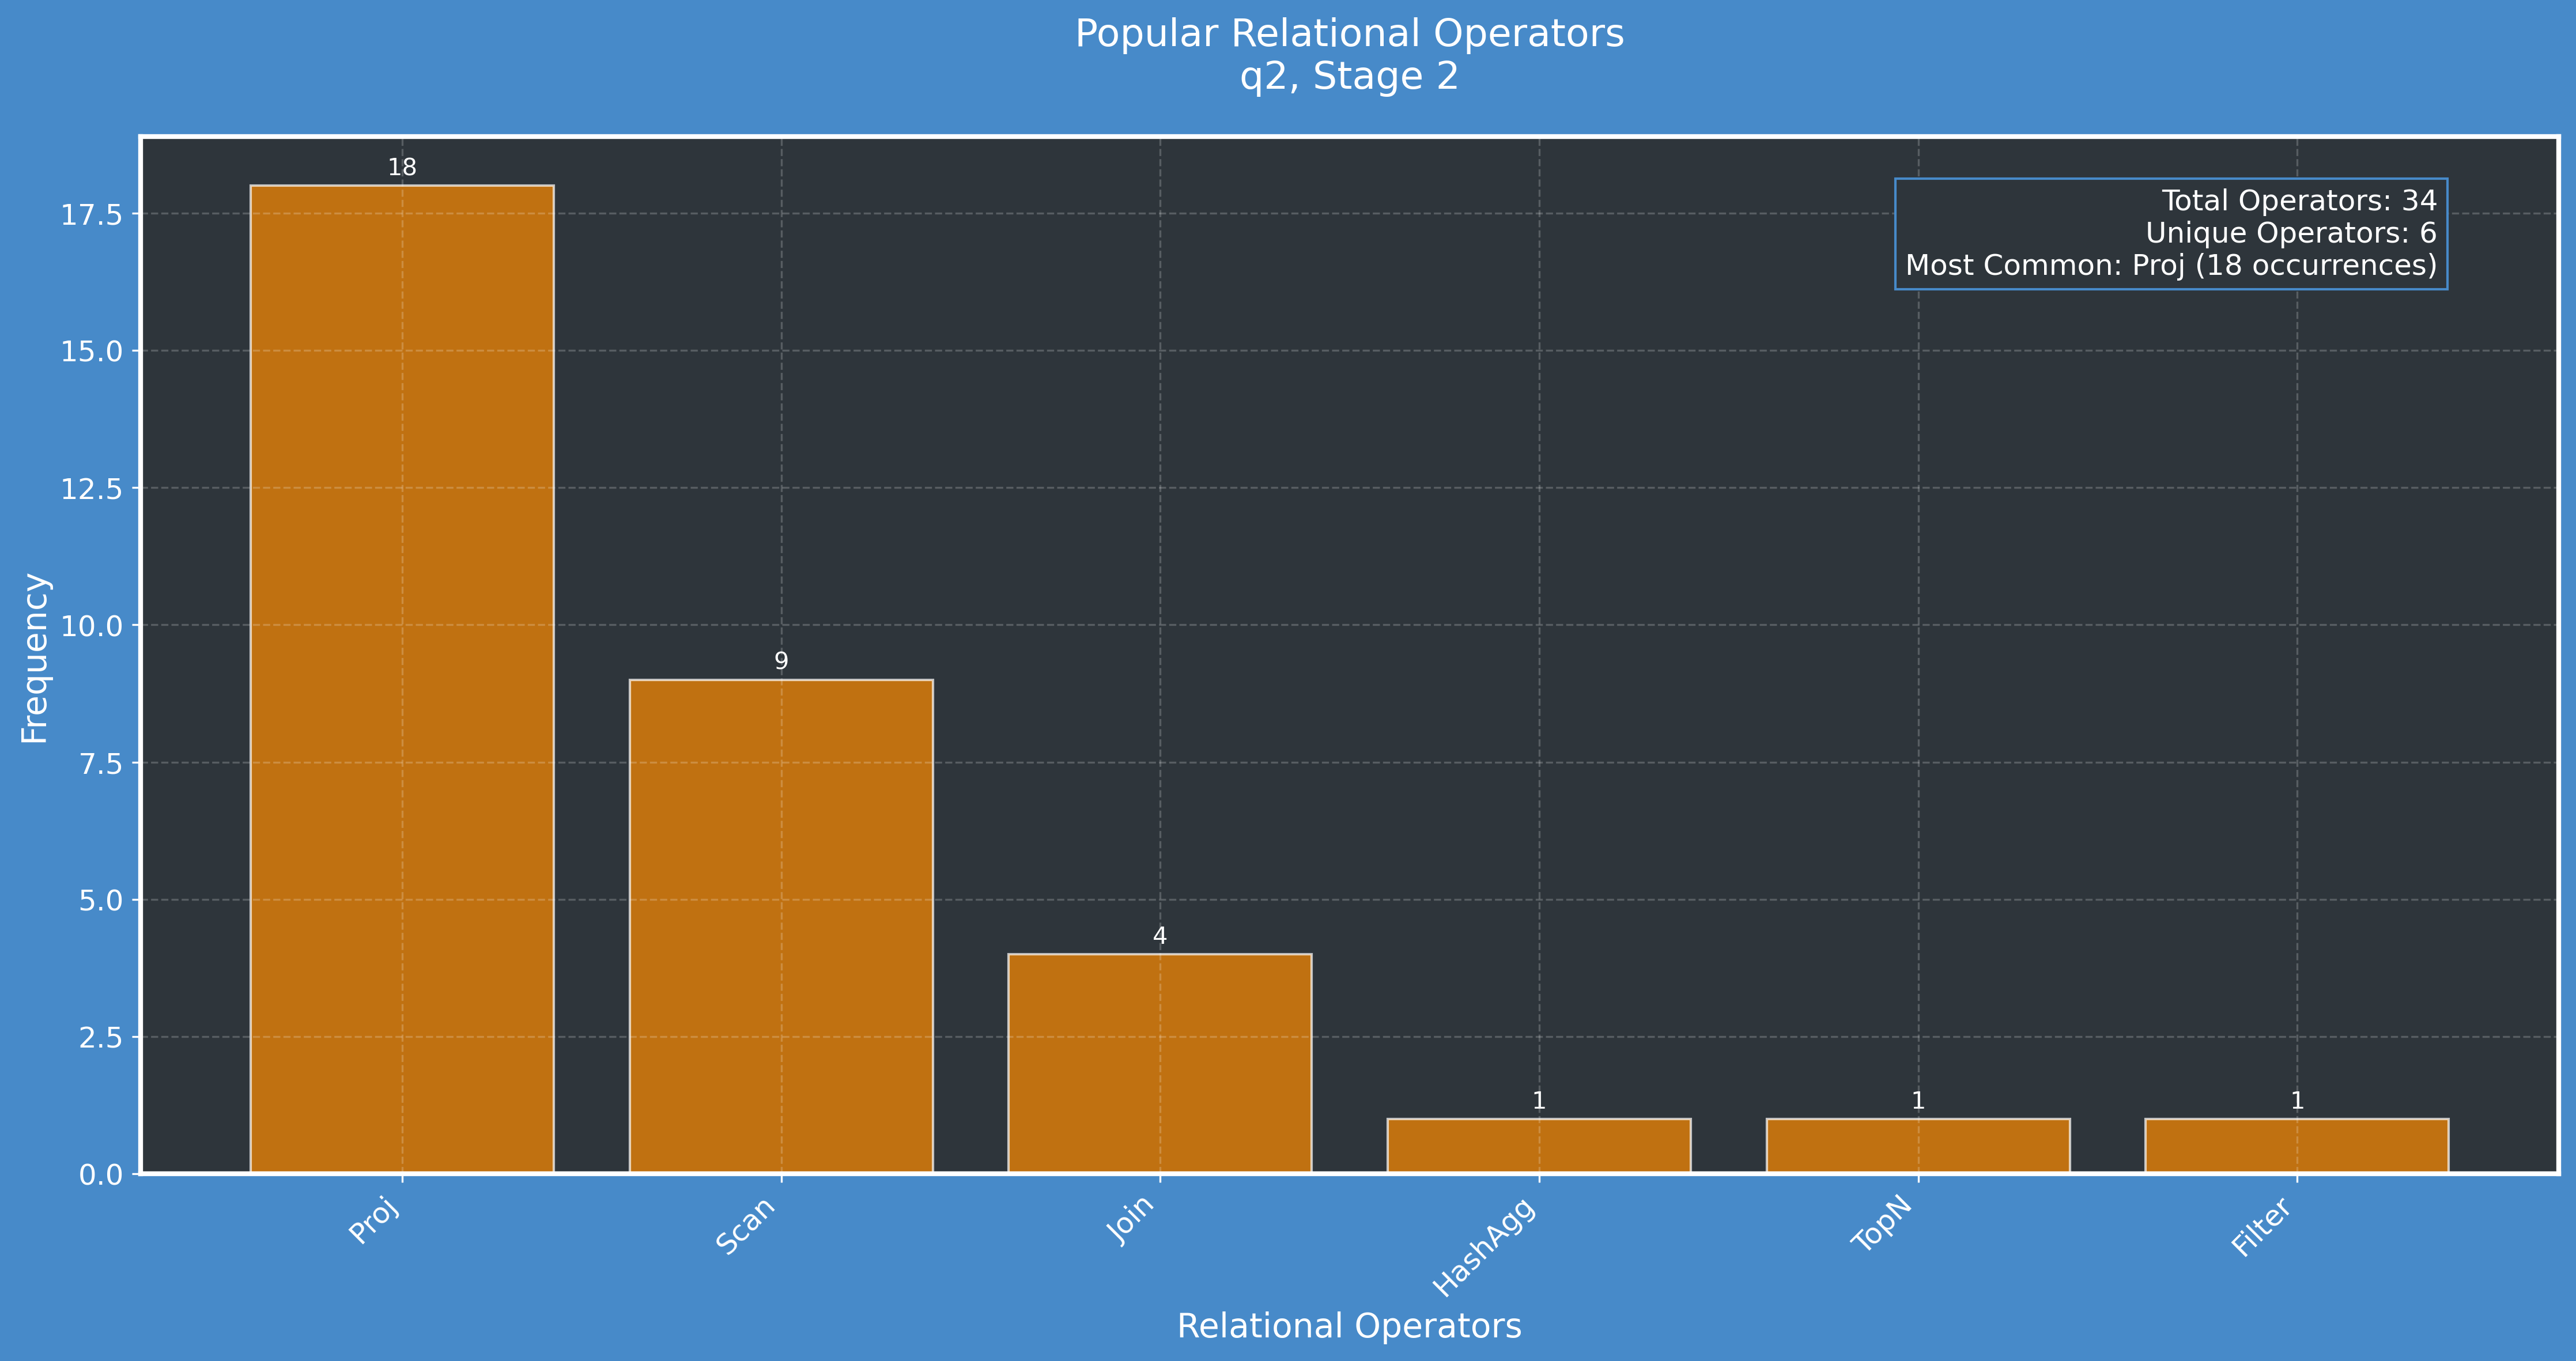 Popular Relational Operators
q2, Stage 2
18
Total Operators: 34
Unique Operators: 6
Most Common: Proj (18 occurrences)
17.5
15.0
12.5
10.0
9
7.5
5.0
4
2.5
1
1
1
0.0
Frequency
Proj
Scan
Join
HashAgg
TopN
Filter
Relational Operators